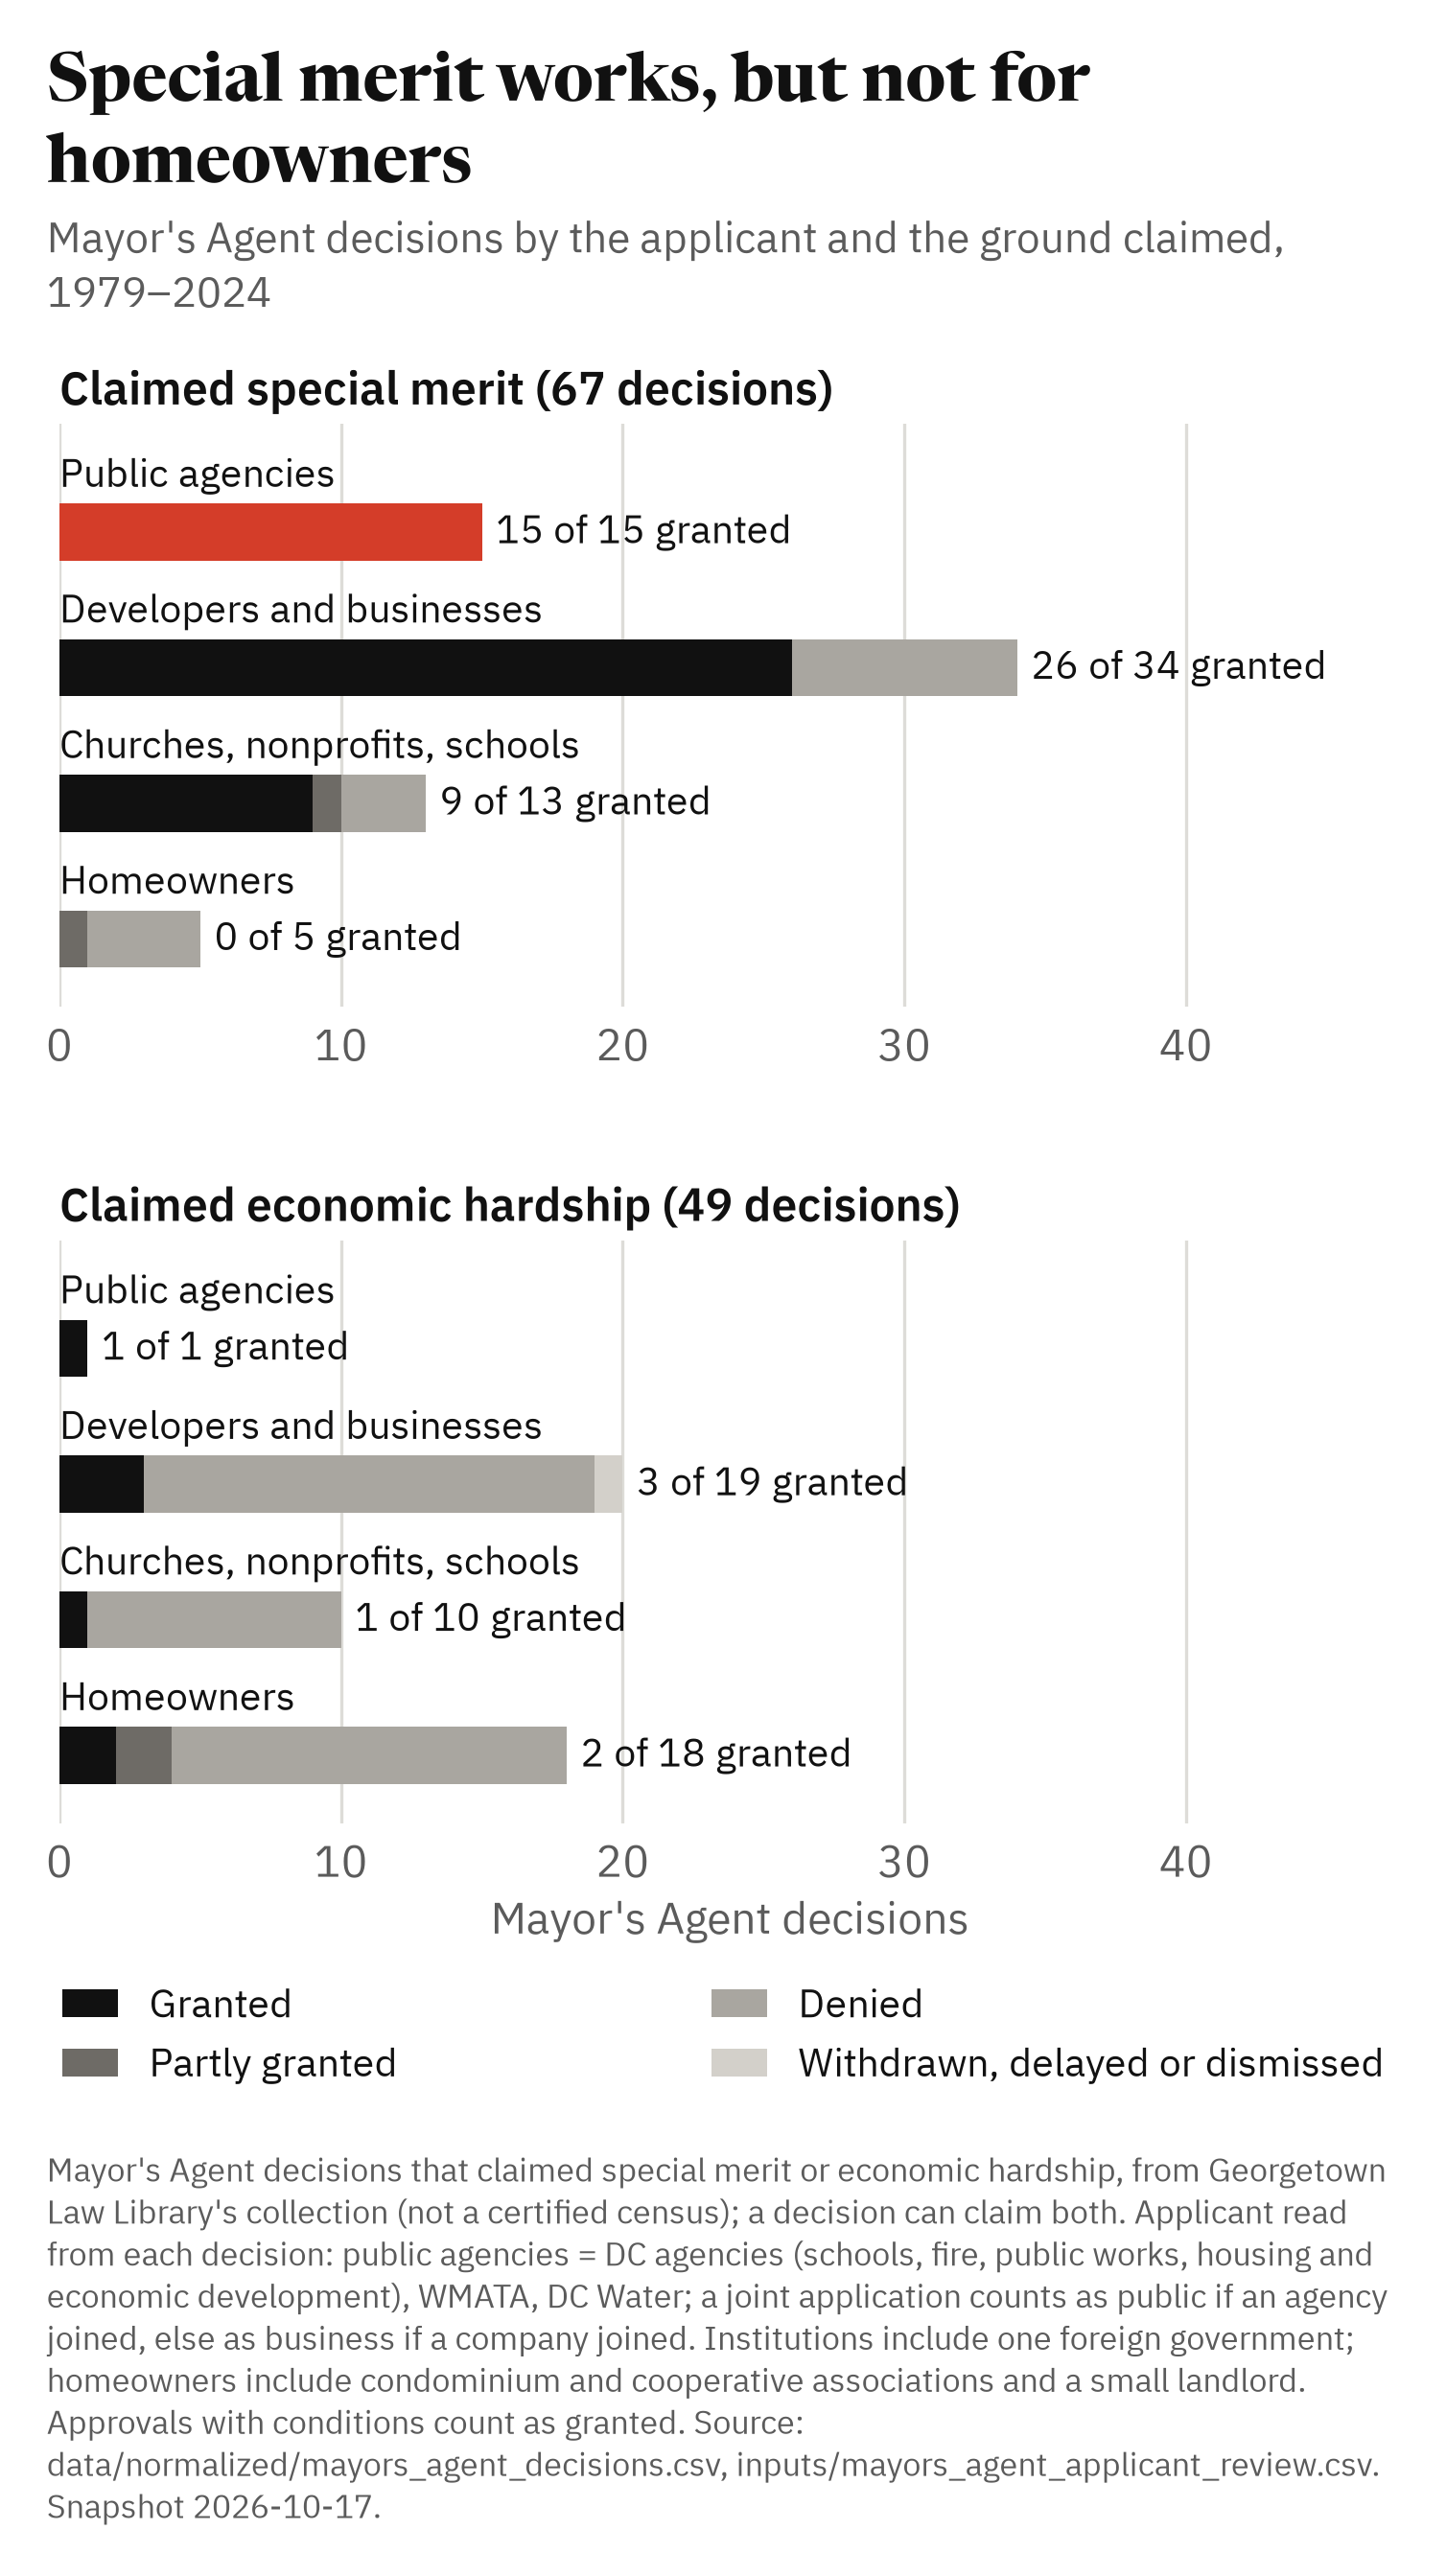 Special merit works, but not for
homeowners
Mayor's Agent decisions by the applicant and the ground claimed,
1979–2024
Claimed special merit (67 decisions)
Public agencies
15 of 15 granted
Developers and businesses
26 of 34 granted
Churches, nonprofits, schools
9 of 13 granted
Homeowners
0 of 5 granted
0 10 20 30 40
Claimed economic hardship (49 decisions)
Public agencies
1 of 1 granted
Developers and businesses
3 of 19 granted
Churches, nonprofits, schools
1 of 10 granted
Homeowners
2 of 18 granted
0 10 20 30 40
Mayor's Agent decisions
Granted
Denied
Partly granted
Withdrawn, delayed or dismissed
Mayor's Agent decisions that claimed special merit or economic hardship, from Georgetown
Law Library's collection (not a certified census); a decision can claim both. Applicant read
from each decision: public agencies = DC agencies (schools, fire, public works, housing and
economic development), WMATA, DC Water; a joint application counts as public if an agency
joined, else as business if a company joined. Institutions include one foreign government;
homeowners include condominium and cooperative associations and a small landlord.
Approvals with conditions count as granted. Source:
data/normalized/mayors_agent_decisions.csv, inputs/mayors_agent_applicant_review.csv.
Snapshot 2026-10-17.